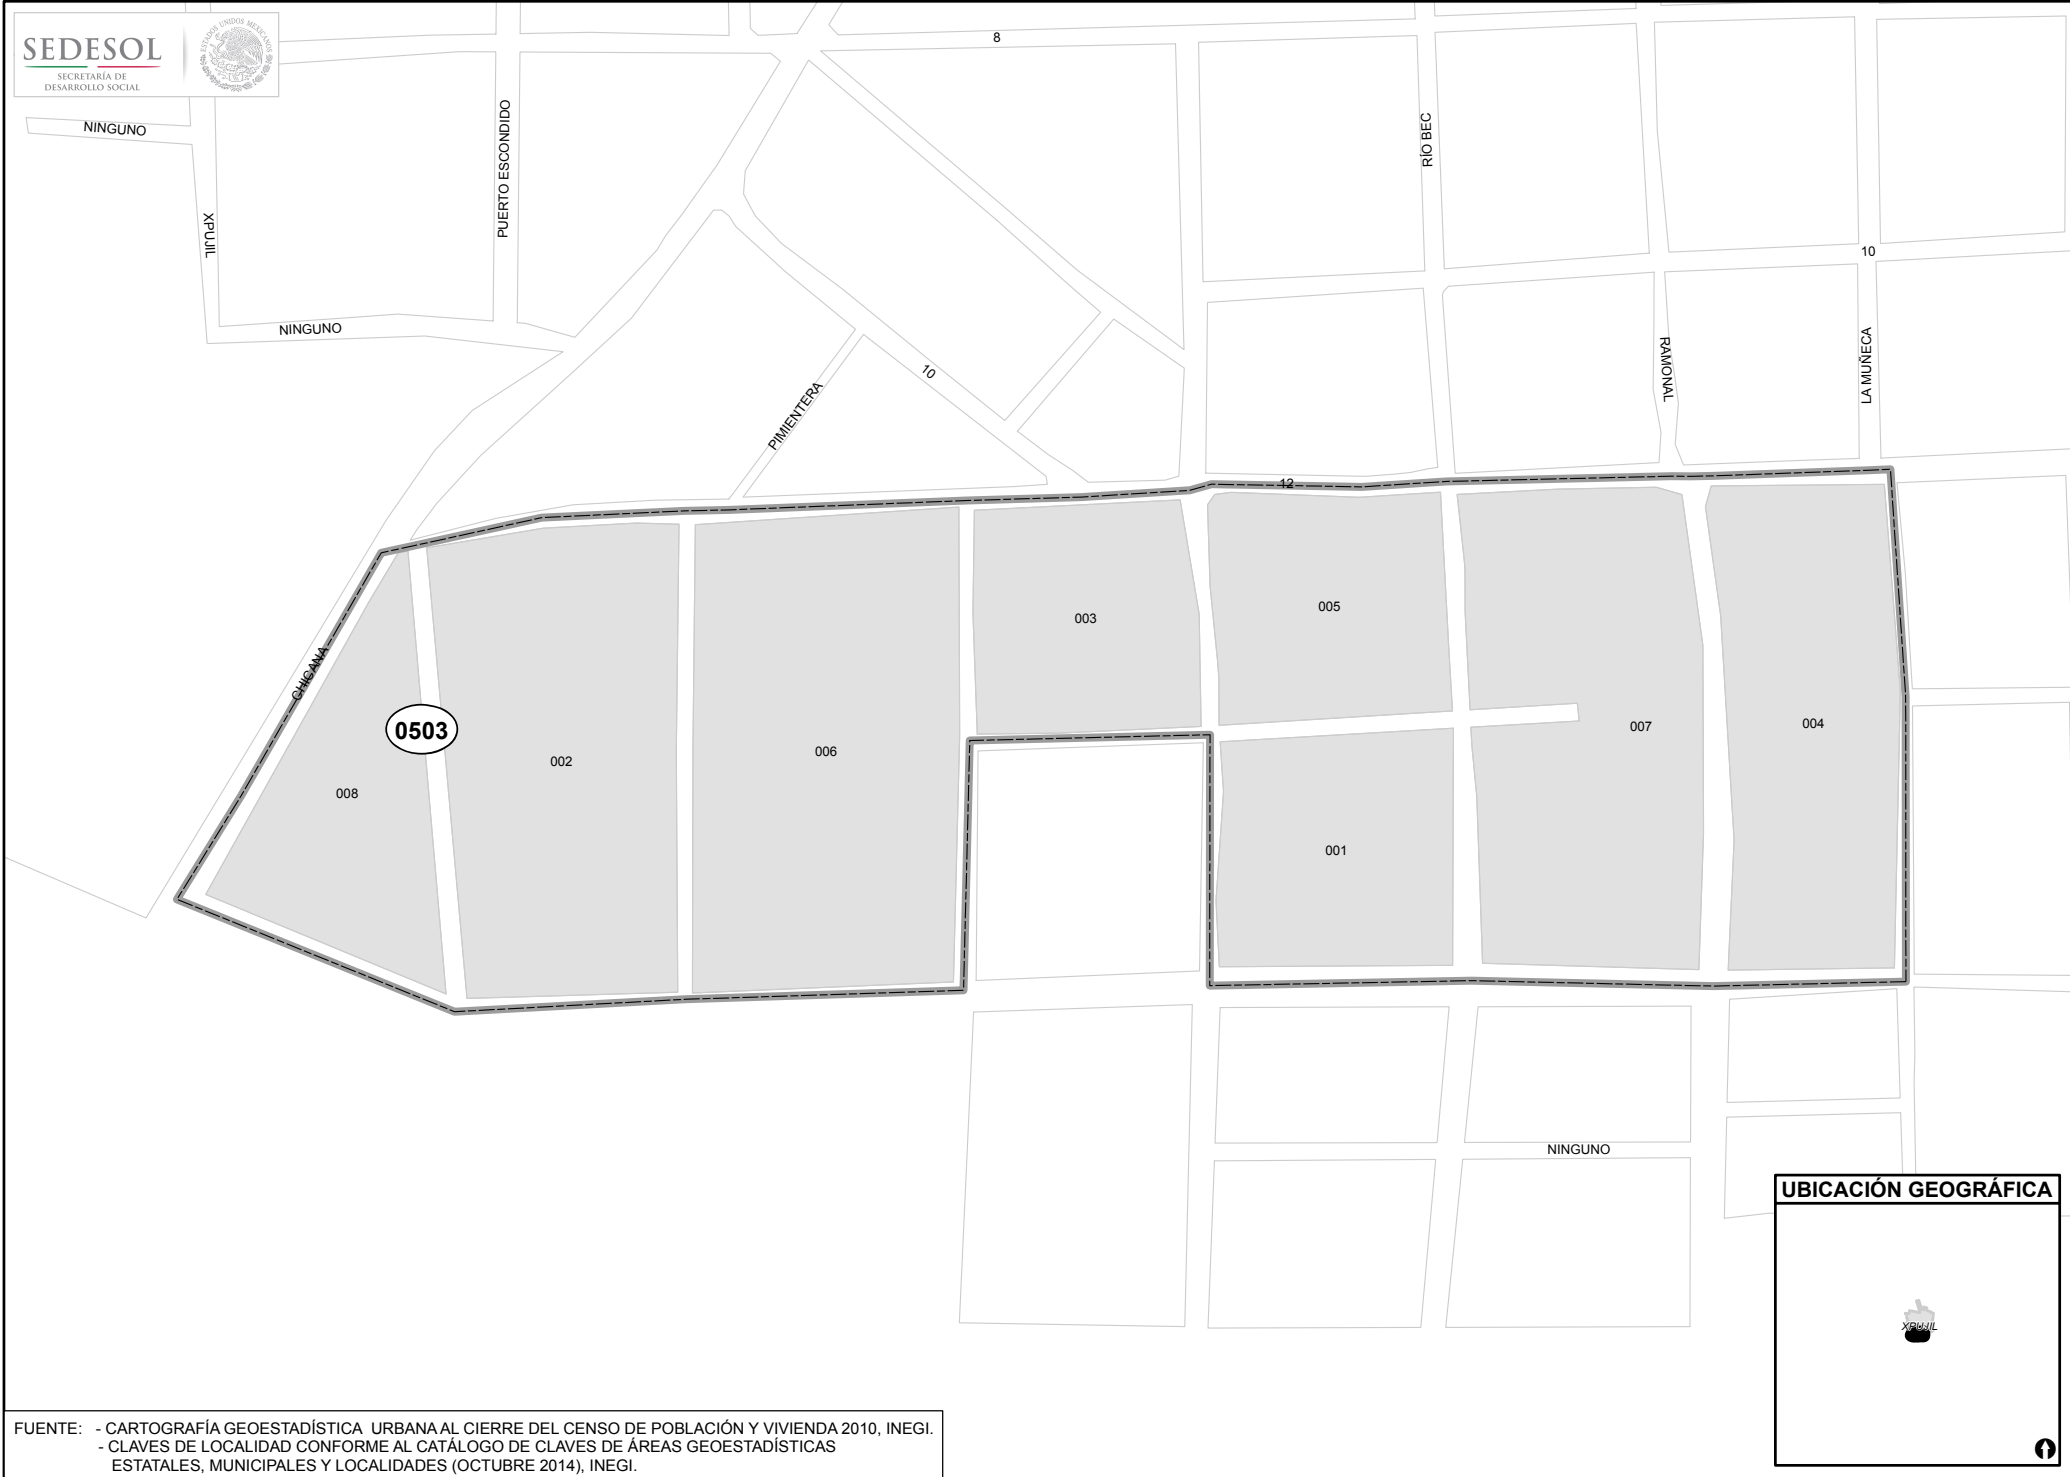 SEDESOL
SECRETARÍA DE
DESARROLLO SOCIAL
ESTADOS UNIDOS MEXICANOS
8
NINGUNO
PUERTO ESCONDIDO
RÍO BEC
XPUJIL
10
NINGUNO
RAMONAL
LA MUÑECA
10
PIMIENTERA
12
CHICANA
003
005
0503
002
006
007
004
008
001
NINGUNO
UBICACIÓN GEOGRÁFICA
XPUJIL
FUENTE: - CARTOGRAFÍA GEOESTADÍSTICA URBANA AL CIERRE DEL CENSO DE POBLACIÓN Y VIVIENDA 2010, INEGI.
- CLAVES DE LOCALIDAD CONFORME AL CATÁLOGO DE CLAVES DE ÁREAS GEOESTADÍSTICAS
ESTATALES, MUNICIPALES Y LOCALIDADES (OCTUBRE 2014), INEGI.